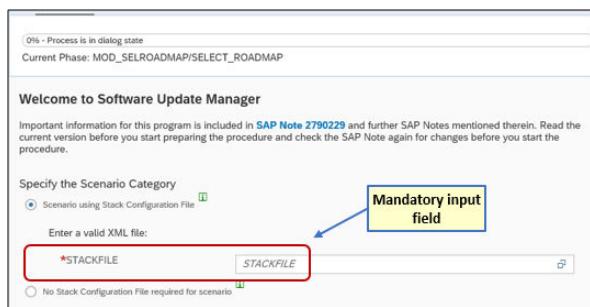 0% - Process is in dialog state
Current Phase: MOD_SELROADMAP/SELECT_ROADMAP
Welcome to Software Update Manager
Important information for this program is included in SAP Note 2790229 and further SAP Notes mentioned therein. Read the
current version before you start preparing the procedure and check the SAP Note again for changes before you start the
procedure.
Specify the Scenario Category
Scenario using Stack Configuration File
Mandatory input
field
Enter a valid XML file:
*STACKFILE STACKFILE
No Stack Configuration File required for scenario